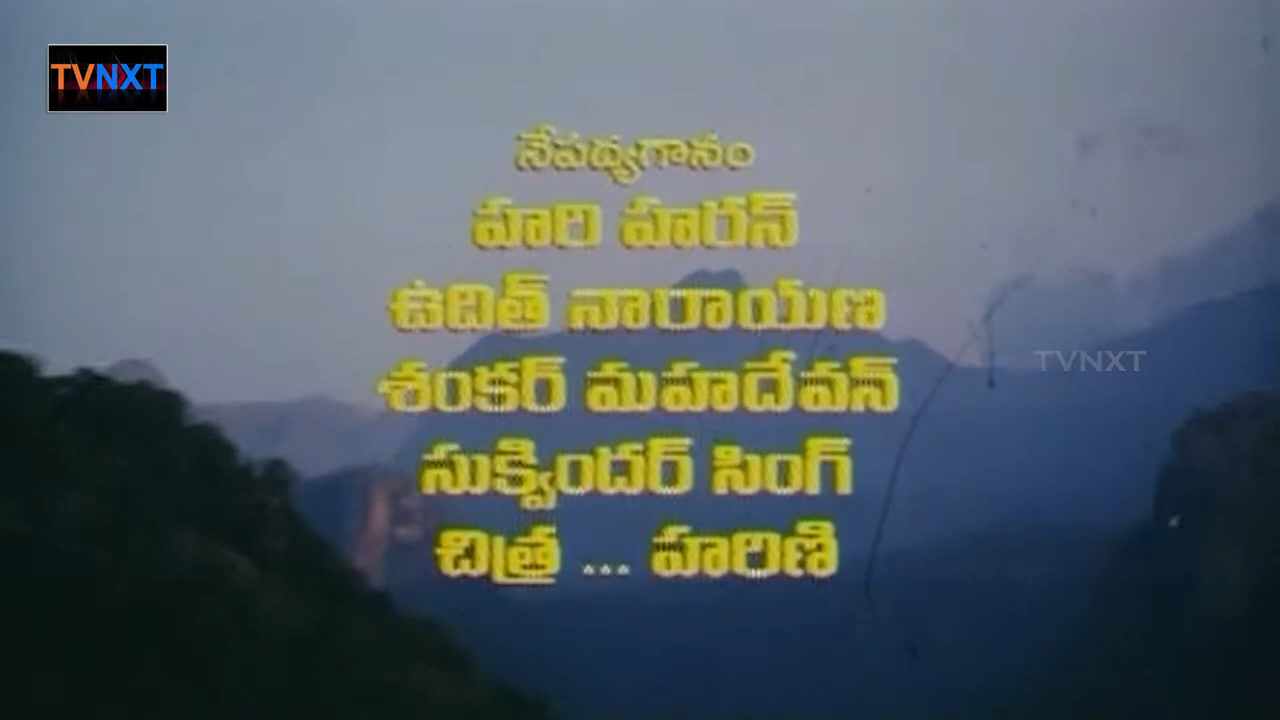 TVNXT
నేపథ్యగానం
హరి హరన్
ఉదిత్ నారాయణ
శంకర్ మహదేవన్
TVNXT
సుక్విందర్ సింగ్
చిత్ర ... హరిణి